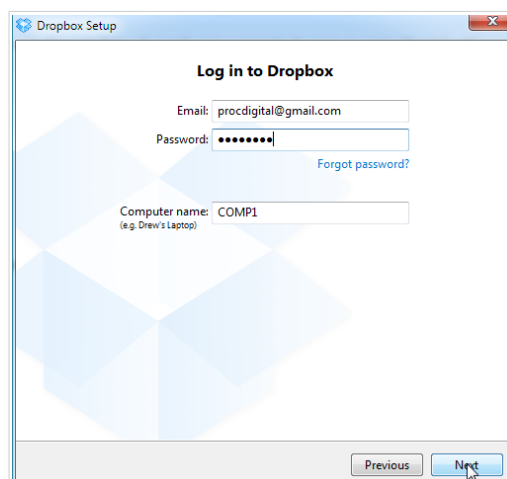 Dropbox Setup
Log in to Dropbox
Email: procdigital@gmail.com
Password: ••••••••
Forgot password?
Computer name: COMP1
(e.g. Drew's Laptop)
Previous Next